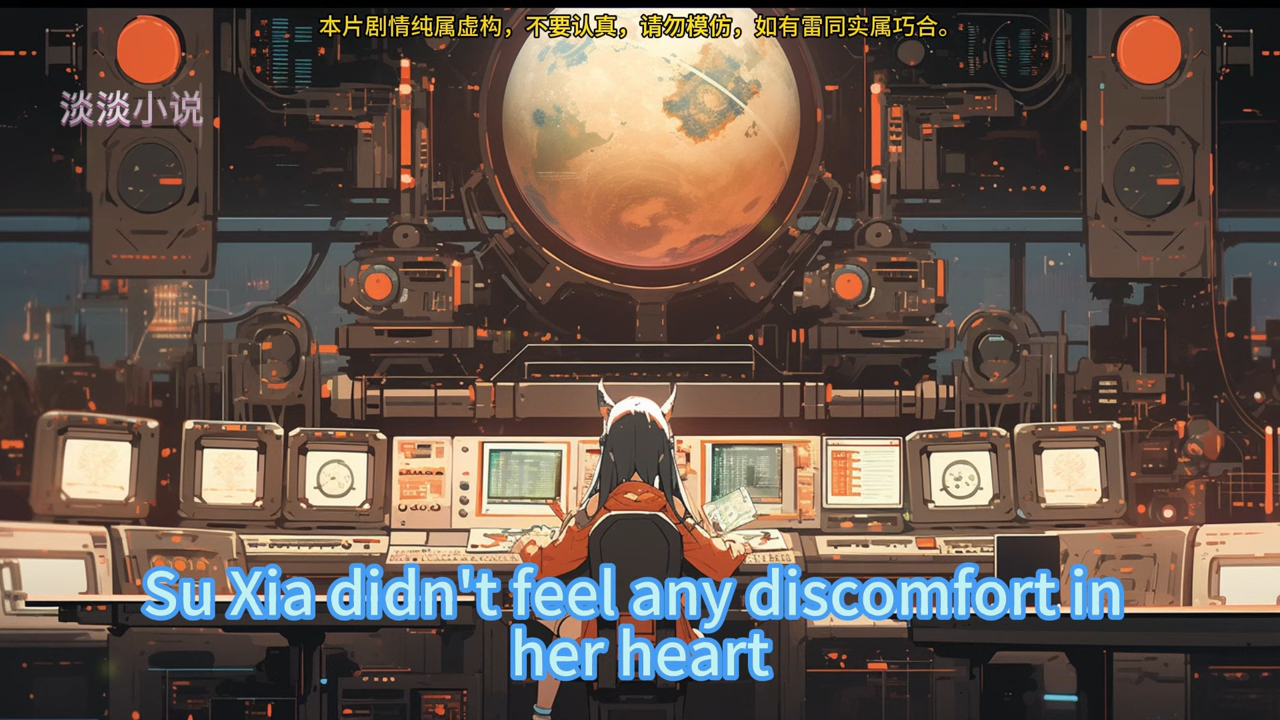 本片剧情纯属虚构，不要认真，请勿模仿，如有雷同实属巧合。
淡淡小说
Su Xia didn't feel any discomfort in
her heart